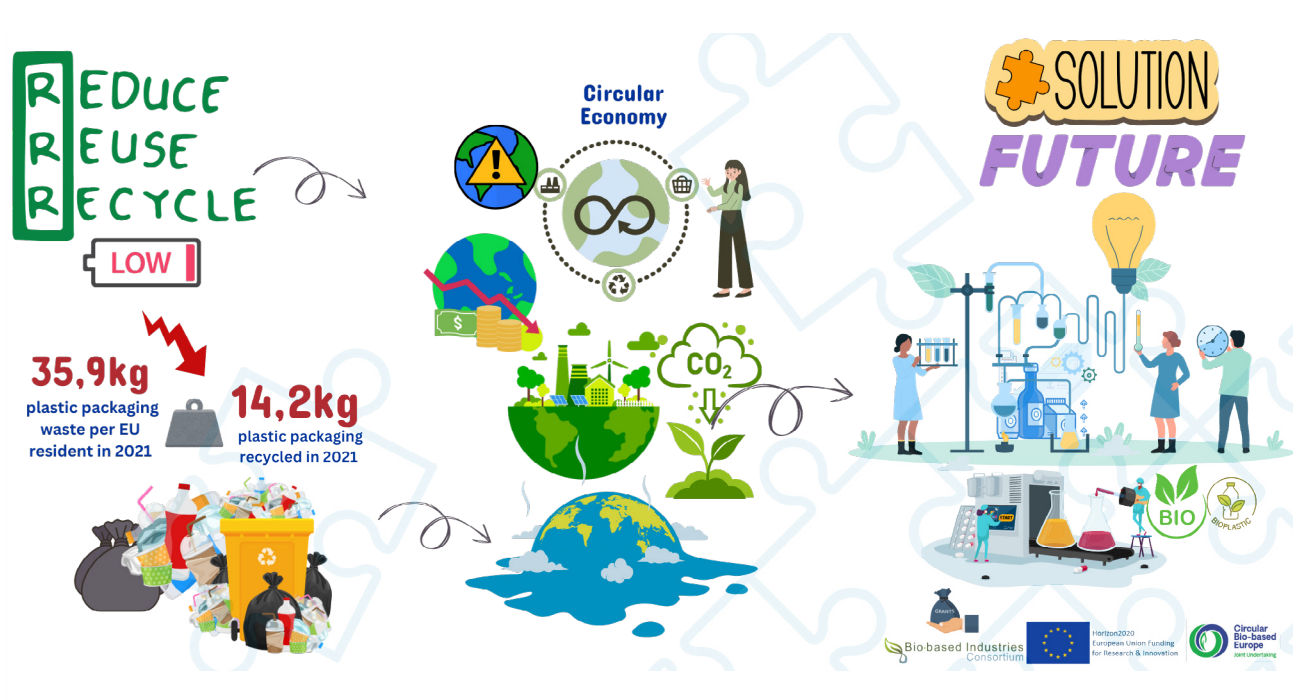 REDUCE
REUSE
RECYCLE
LOW
35,9kg
plastic packaging
waste per EU
resident in 2021
14,2kg
plastic packaging
recycled in 2021
Circular
Economy
$
CO₂
SOLUTION
FUTURE
START
BIO
BIOPLASTIC
GRANTS
Bio-based Industries
Consortium
Horizon2020
European Union Funding
for Research & Innovation
Circular
Bio-based
Europe
Joint Undertaking